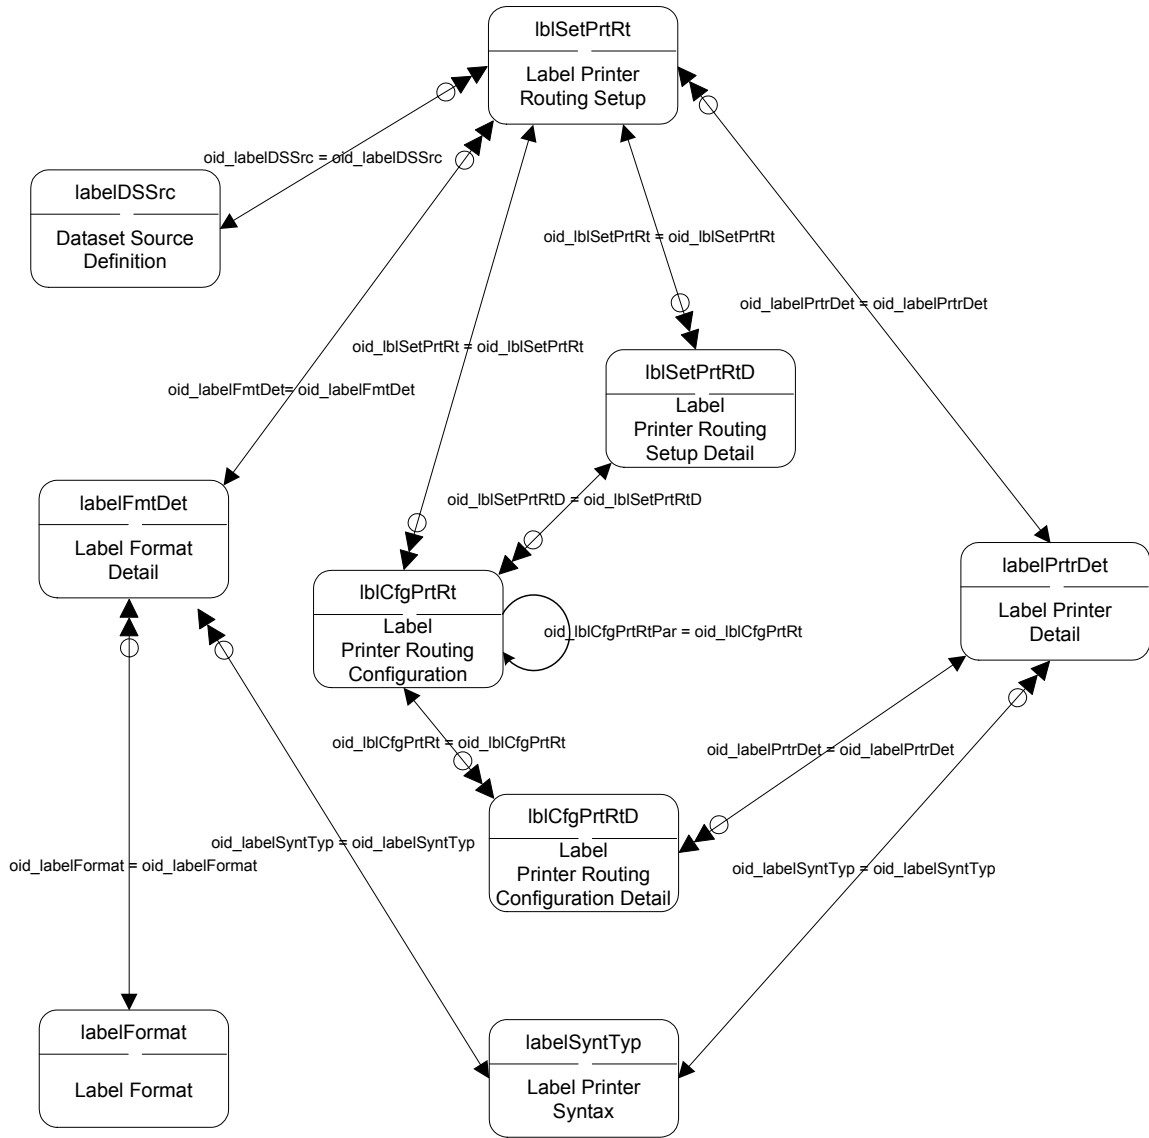 lblSetPrtRt
Label Printer
Routing Setup
oid_labelDSSrc = oid_labelDSSrc
labelDSSrc
Dataset Source
Definition
oid_lblSetPrtRt = oid_lblSetPrtRt
oid_labelPrtrDet = oid_labelPrtrDet
oid_lblSetPrtRt = oid_lblSetPrtRt
oid_labelFmtDet= oid_labelFmtDet
lblSetPrtRtD
Label
Printer Routing
Setup Detail
labelFmtDet
Label Format
Detail
oid_lblSetPrtRtD = oid_lblSetPrtRtD
lblCfgPrtRt
Label
Printer Routing
Configuration
oid_lblCfgPrtRtPar = oid_lblCfgPrtRt
labelPrtrDet
Label Printer
Detail
oid_lblCfgPrtRt = oid_lblCfgPrtRt
oid_labelPrtrDet = oid_labelPrtrDet
lblCfgPrtRtD
Label
Printer Routing
Configuration Detail
oid_labelSyntTyp = oid_labelSyntTyp
oid_labelFormat = oid_labelFormat
oid_labelSyntTyp = oid_labelSyntTyp
labelFormat
Label Format
labelSyntTyp
Label Printer
Syntax